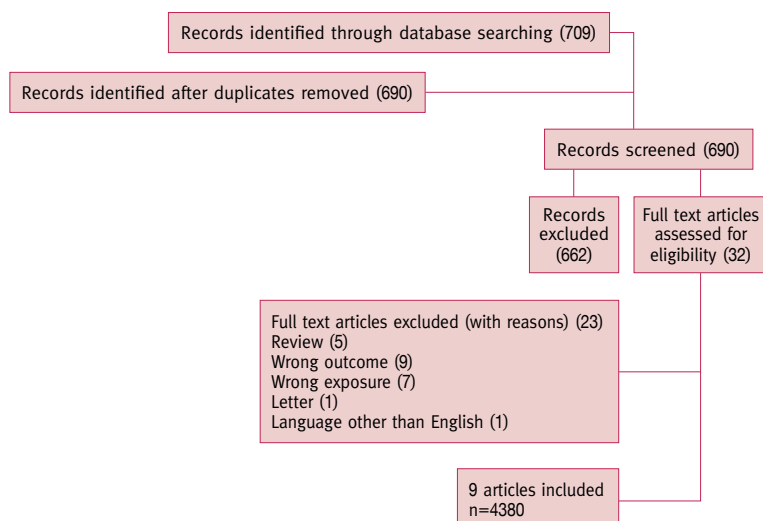 Records identified through database searching (709)
Records identified after duplicates removed (690)
Records screened (690)
Records
excluded
(662)
Full text articles
assessed for
eligibility (32)
Full text articles excluded (with reasons) (23)
Review (5)
Wrong outcome (9)
Wrong exposure (7)
Letter (1)
Language other than English (1)
9 articles included
n=4380